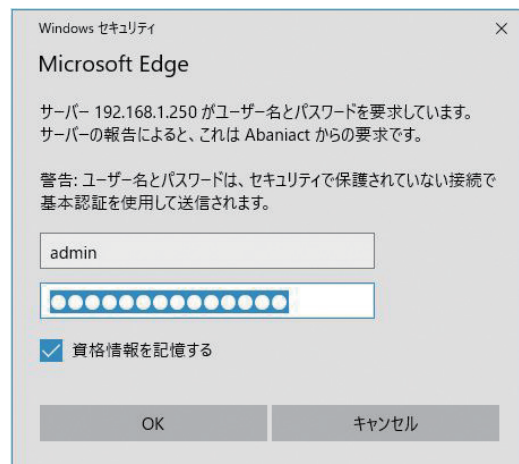 Windows セキュリティ
Microsoft Edge
サーバー 192.168.1.250 がユーザー名とパスワードを要求しています。
サーバーの報告によると、これは Abaniact からの要求です。
警告: ユーザー名とパスワードは、セキュリティで保護されていない接続で
基本認証を使用して送信されます。
admin
●●●●●●●●●●●●●●
資格情報を記憶する
OK
キャンセル